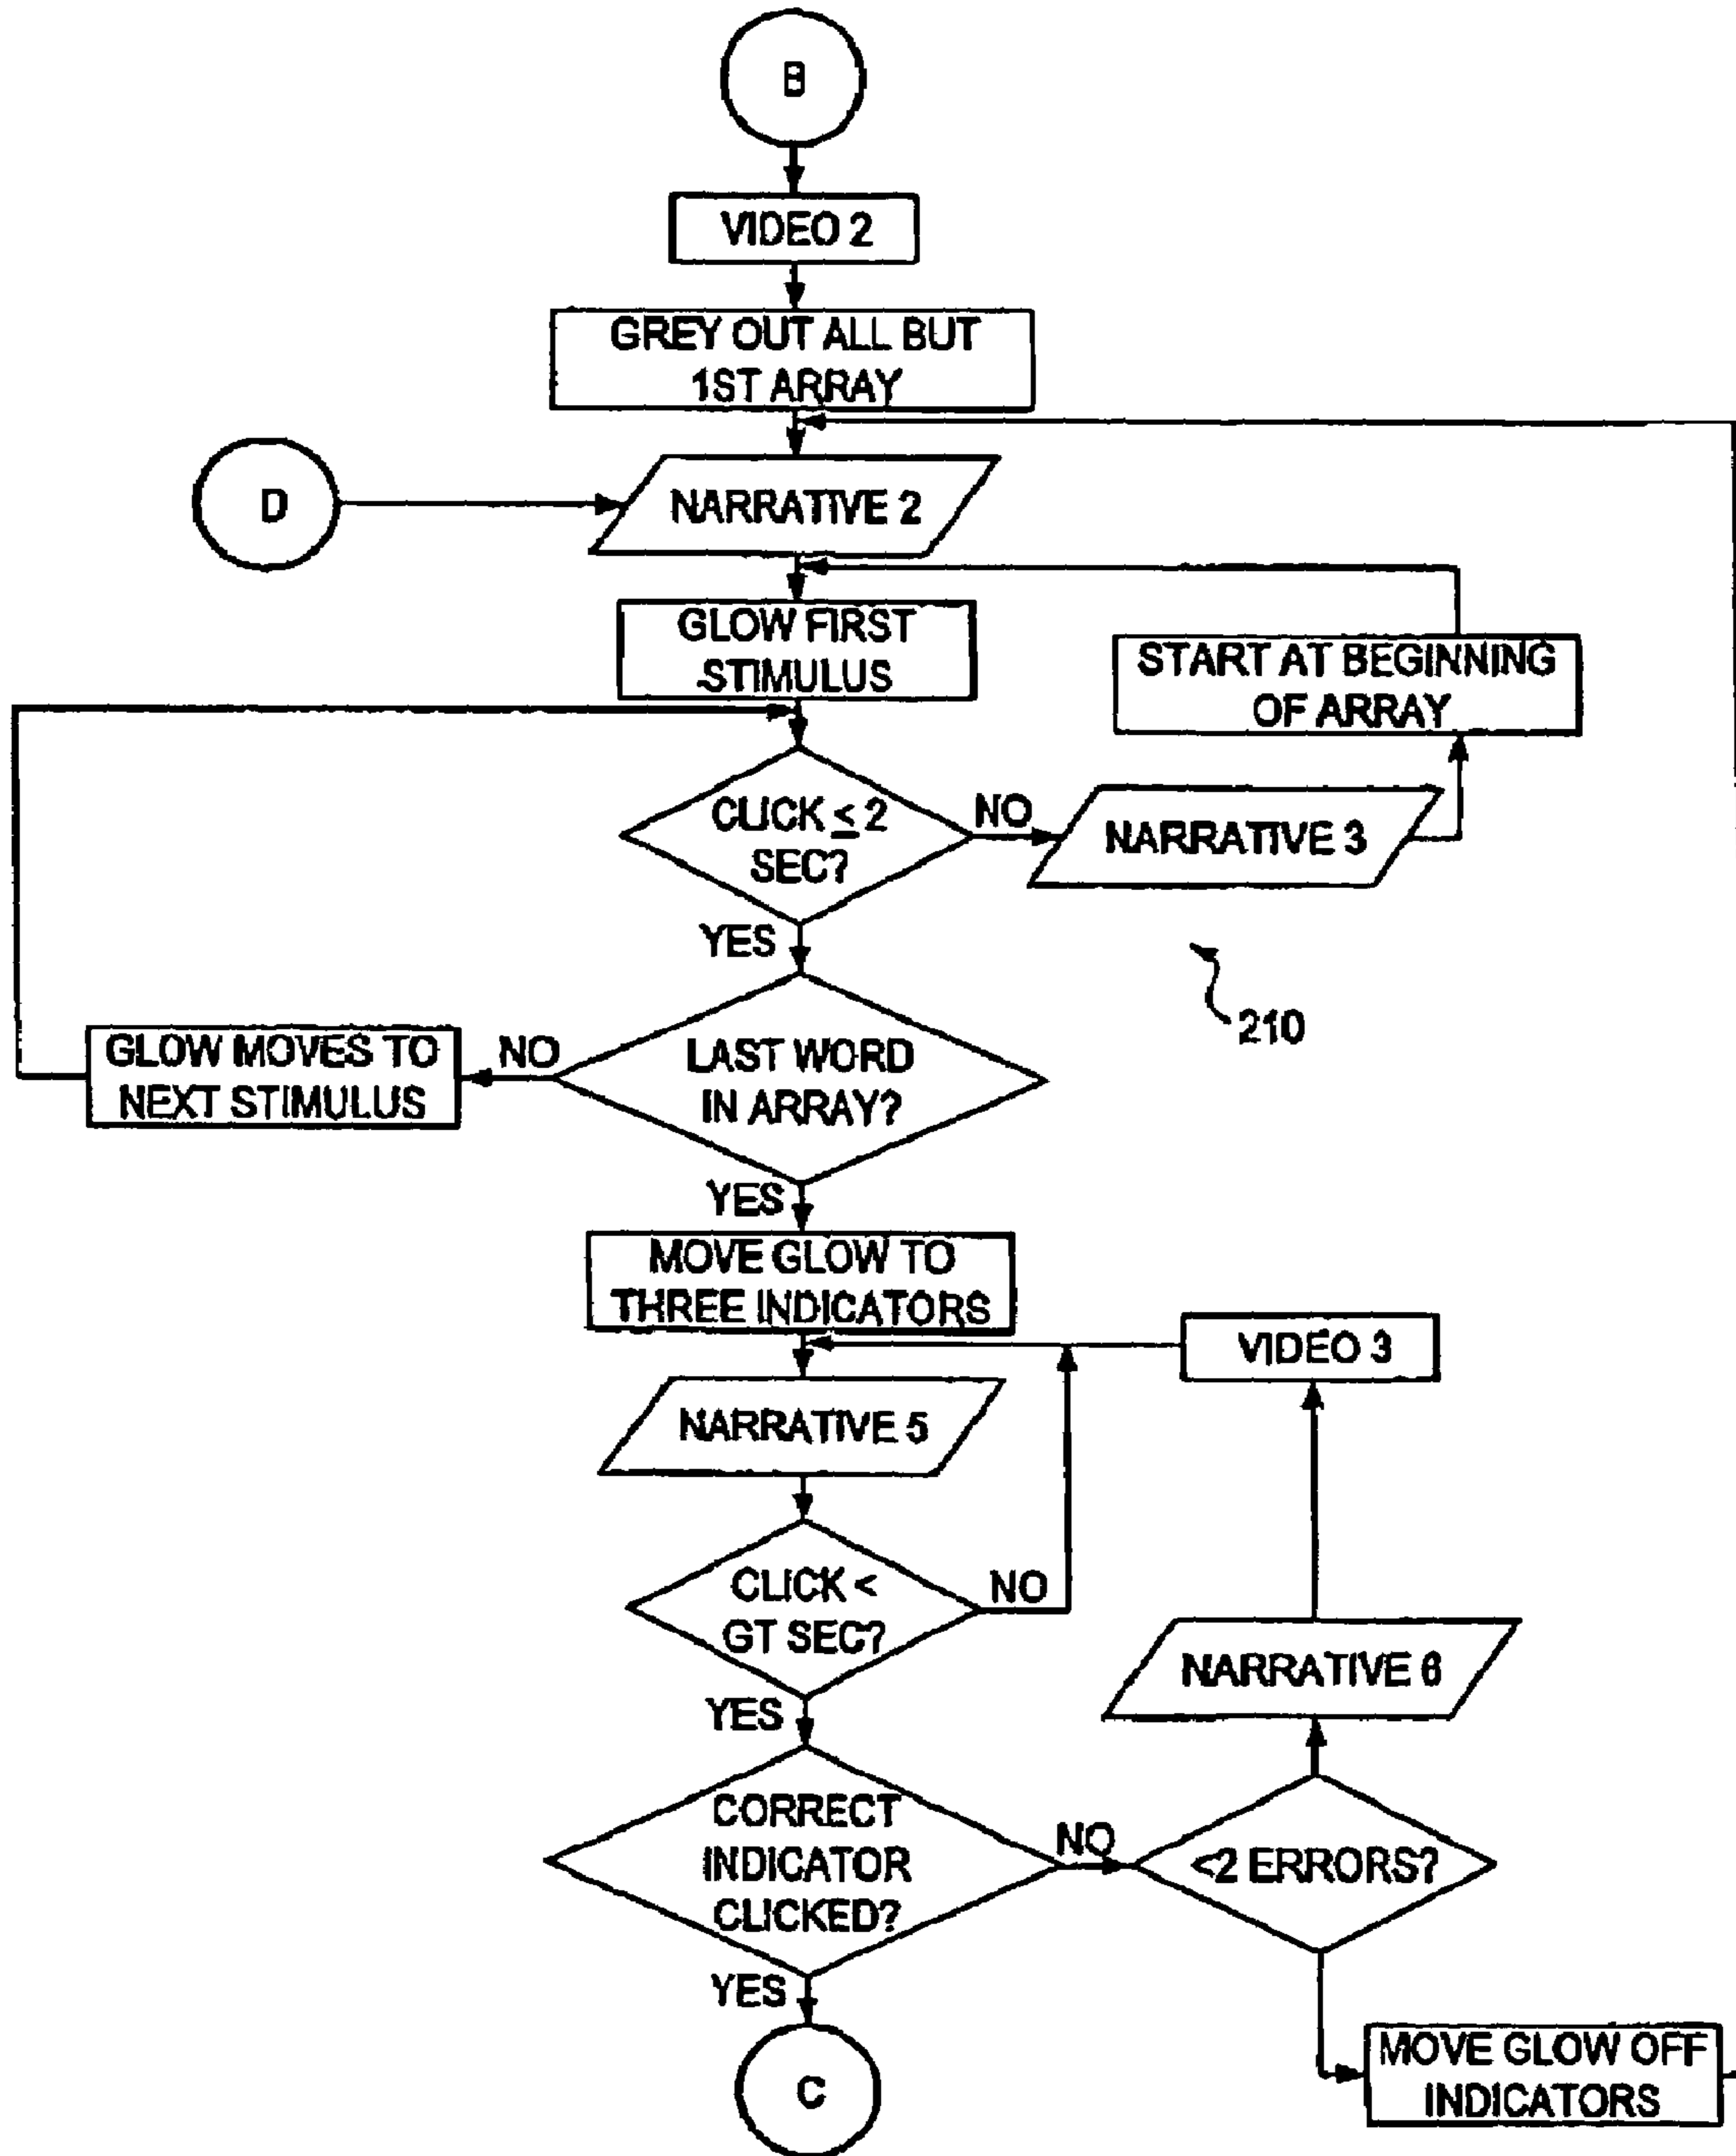 B
VIDEO 2
GREY OUT ALL BUT
1ST ARRAY
D
NARRATIVE 2
GLOW FIRST
STIMULUS
START AT BEGINNING
OF ARRAY
CLICK ≤ 2
SEC?
NO
NARRATIVE 3
YES
210
GLOW MOVES TO
NEXT STIMULUS
NO
LAST WORD
IN ARRAY?
YES
MOVE GLOW TO
THREE INDICATORS
VIDEO 3
NARRATIVE 5
CLICK <
GT SEC?
NO
NARRATIVE 6
YES
CORRECT
INDICATOR
CLICKED?
NO
<2 ERRORS?
YES
C
MOVE GLOW OFF
INDICATORS